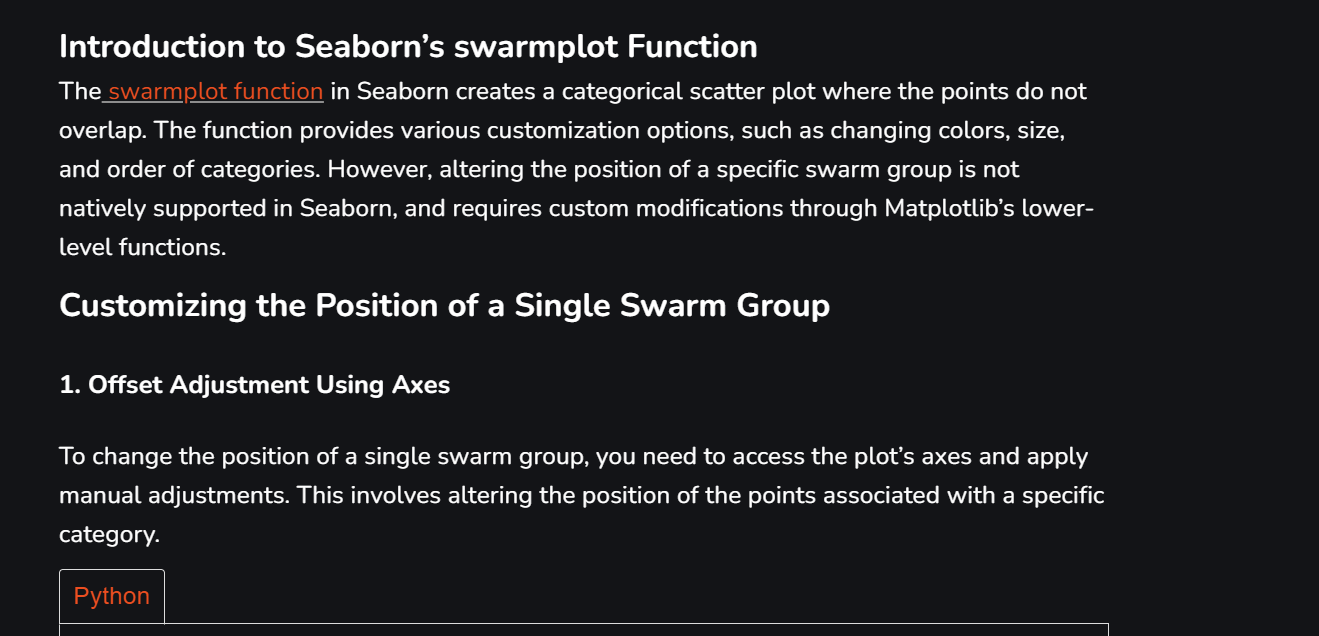 Introduction to Seaborn’s swarmplot Function
The swarmplot function in Seaborn creates a categorical scatter plot where the points do not
overlap. The function provides various customization options, such as changing colors, size,
and order of categories. However, altering the position of a specific swarm group is not
natively supported in Seaborn, and requires custom modifications through Matplotlib’s lower-
level functions.
Customizing the Position of a Single Swarm Group
1. Offset Adjustment Using Axes
To change the position of a single swarm group, you need to access the plot’s axes and apply
manual adjustments. This involves altering the position of the points associated with a specific
category.
Python